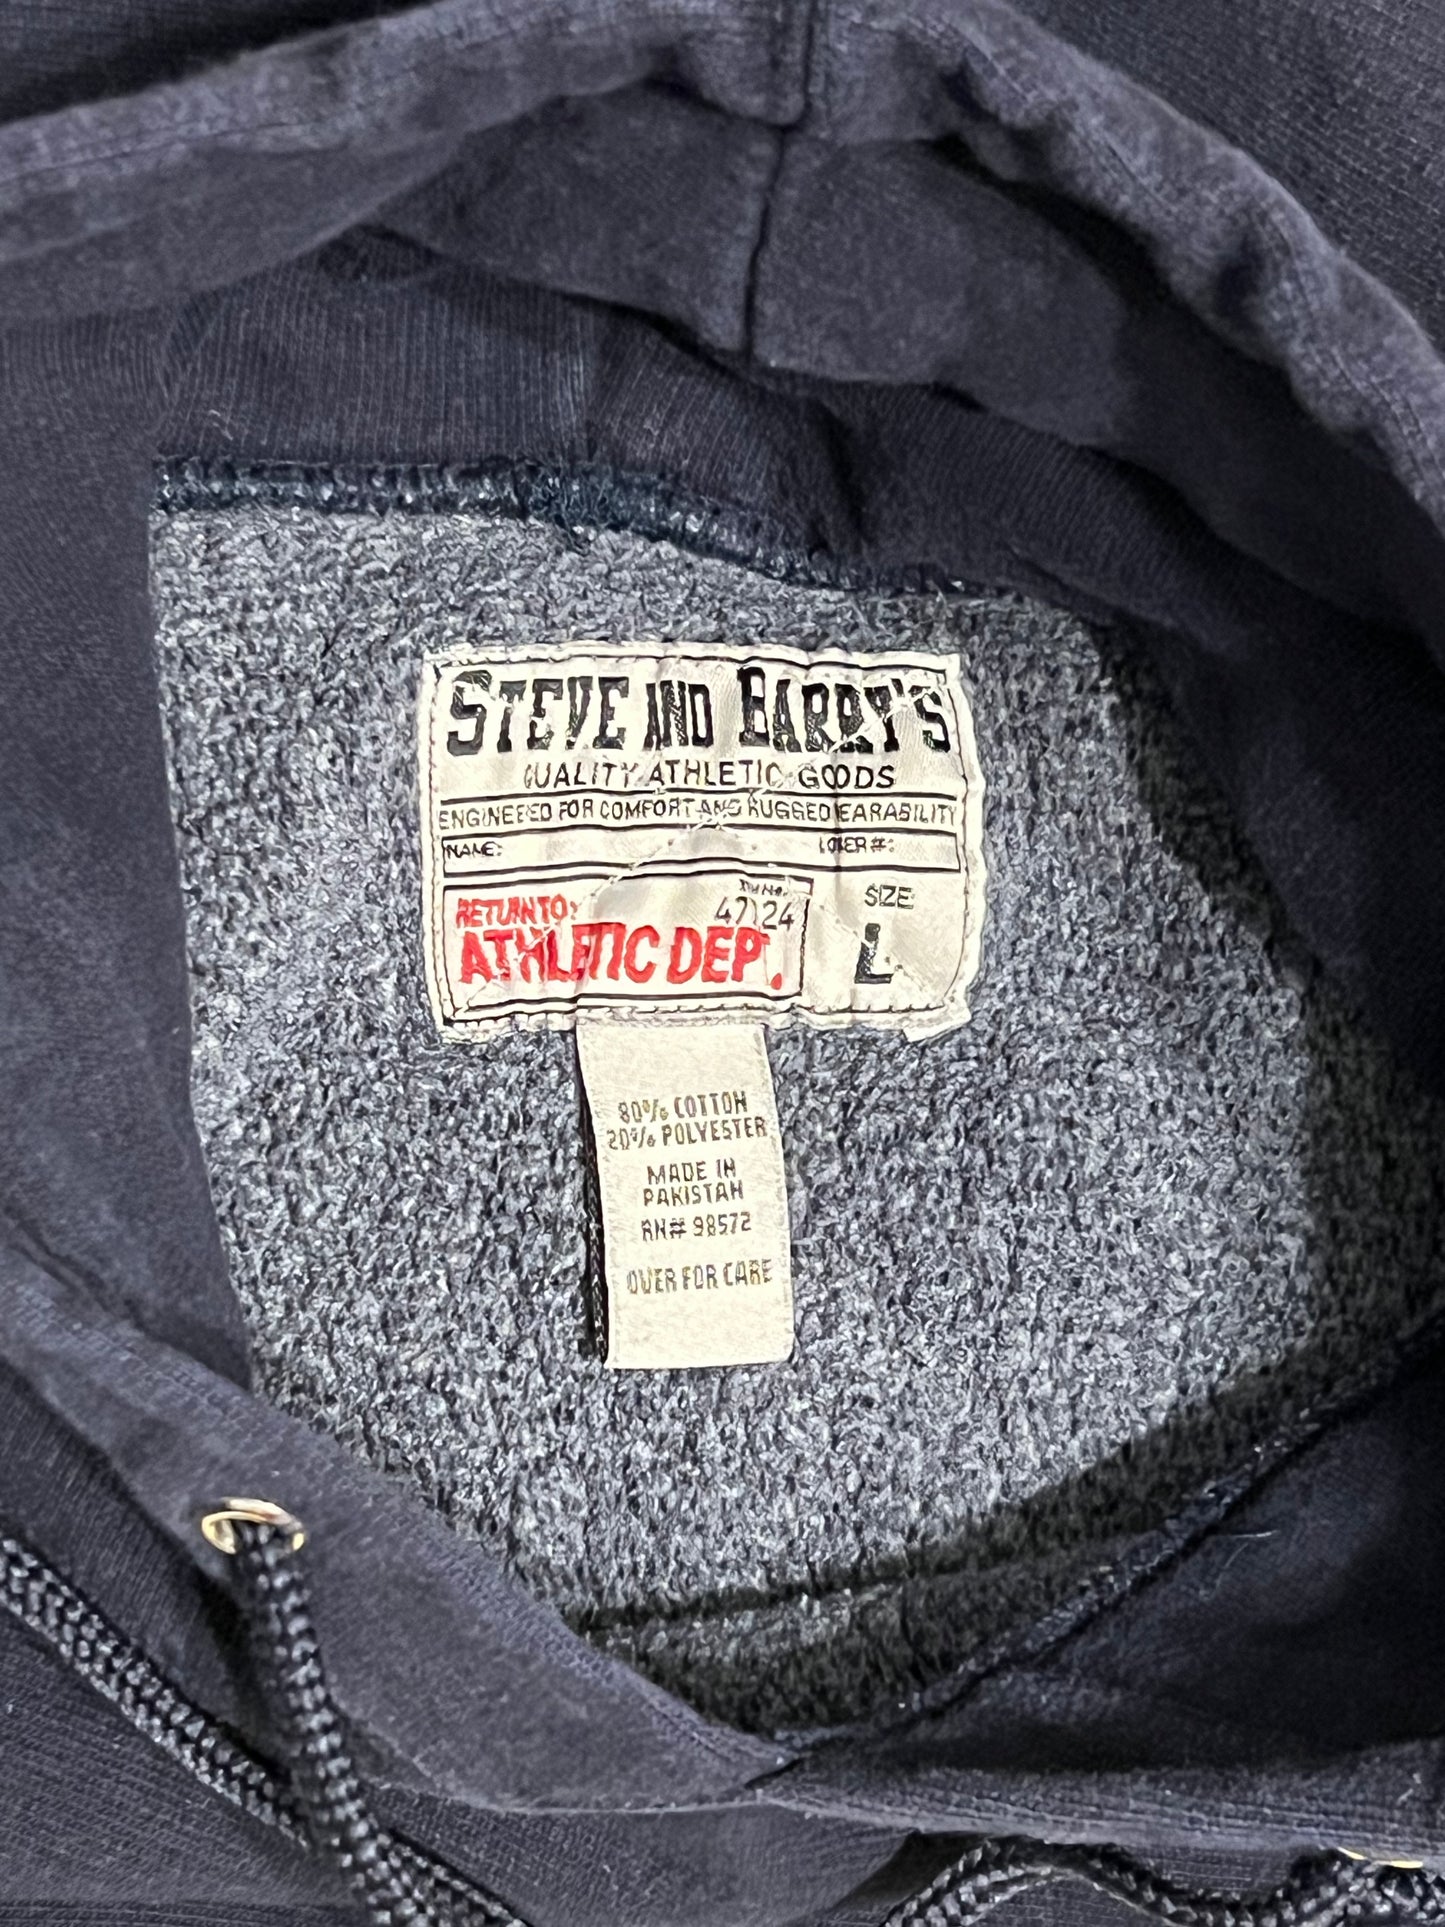 STEVE AND BARRY'S
QUALITY ATHLETIC GOODS
ENGINEERED FOR COMFORT AND RUGGED WEARABILITY
NAME: LOCKER #:
RETURN TO:
ATHLETIC DEPT.
SIZE:
L
80% COTTON
20% POLYESTER
MADE IN
PAKISTAN
RN# 98572
OVER FOR CARE